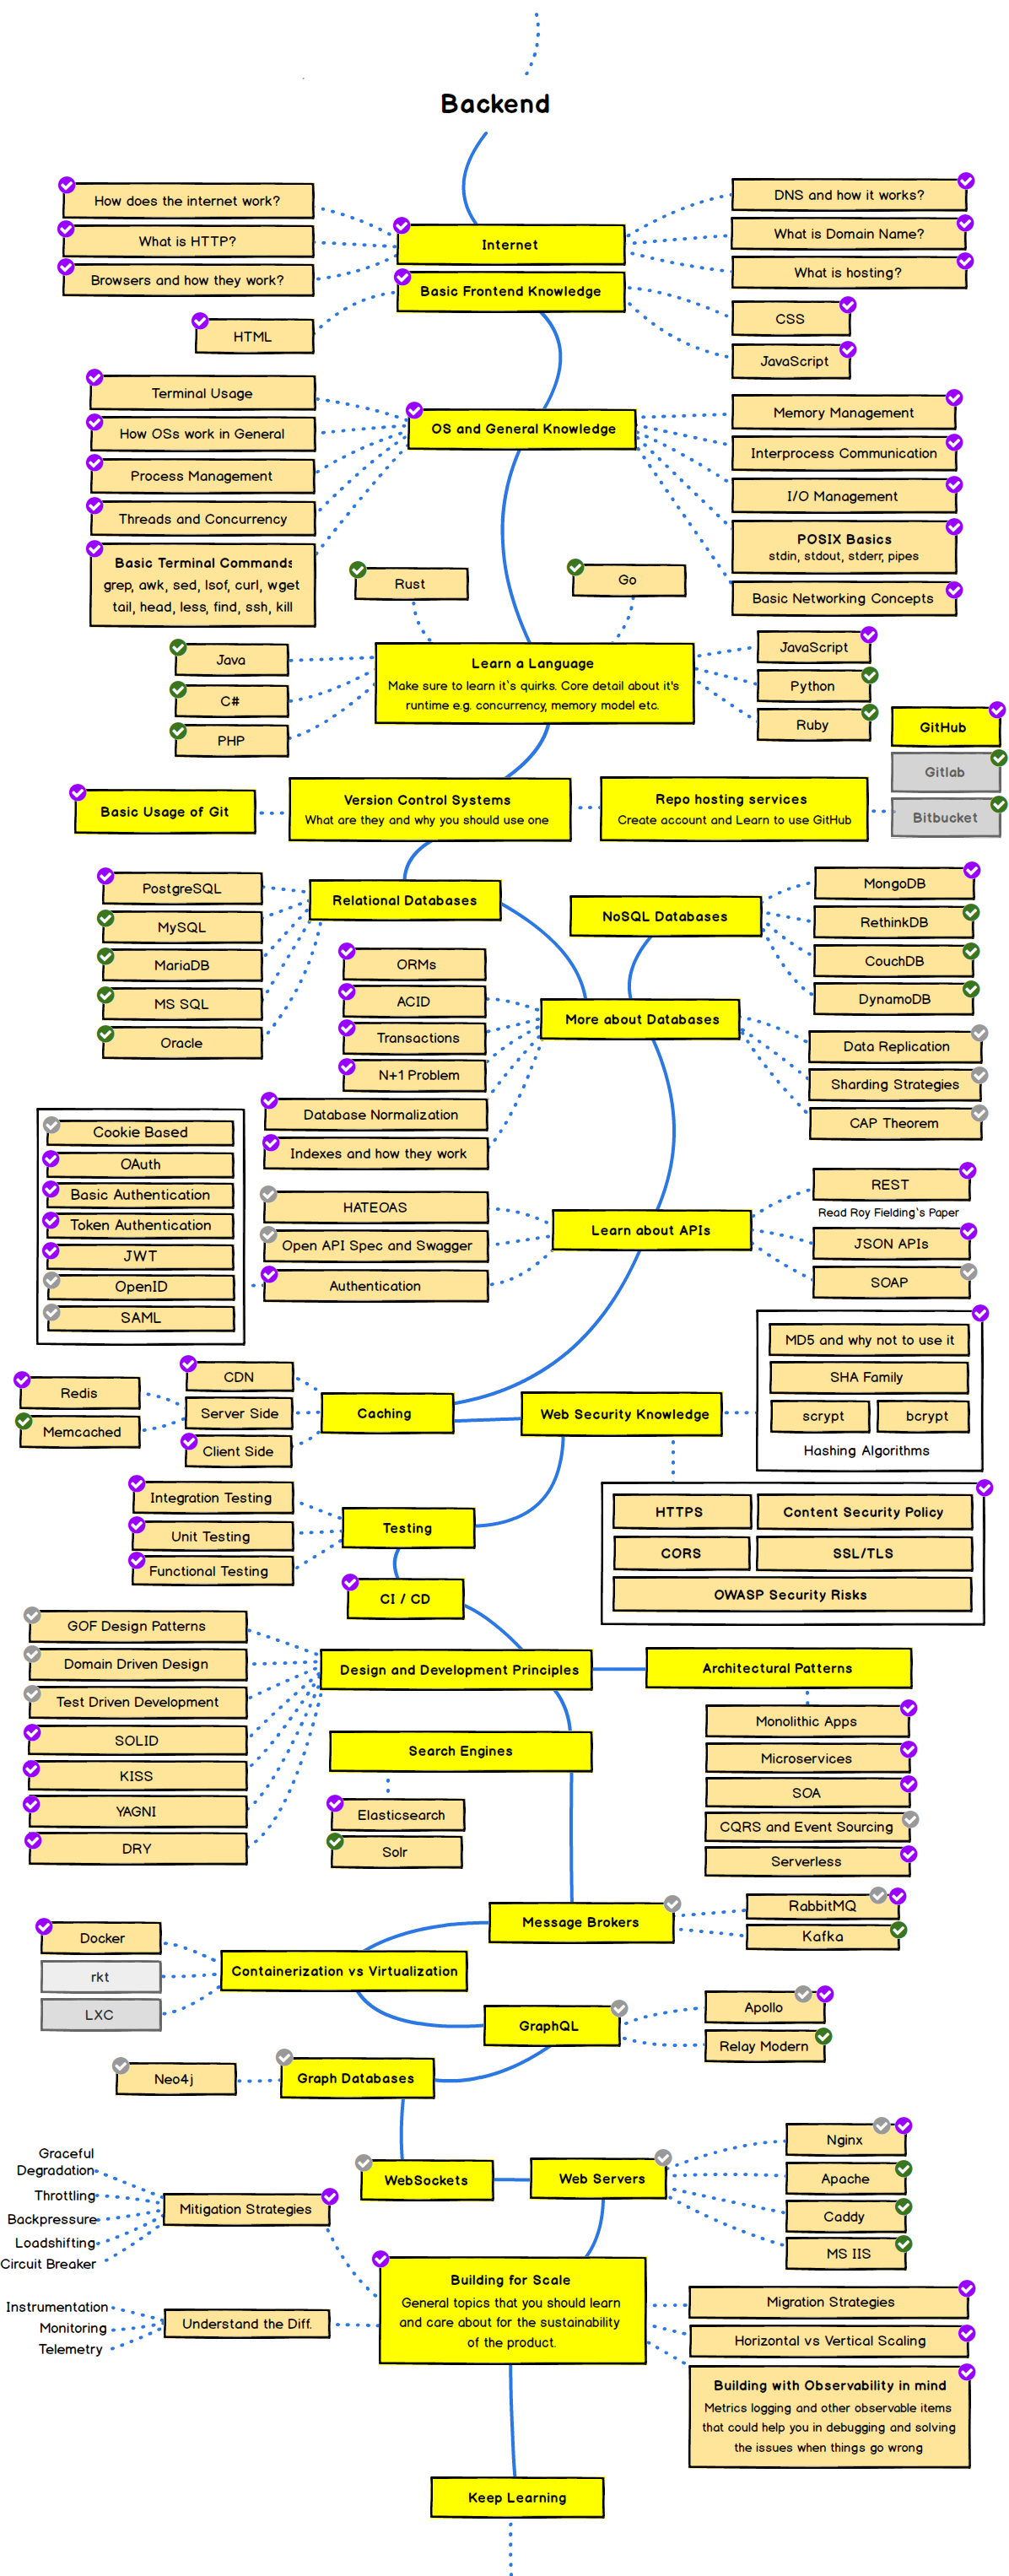 Backend
How does the internet work?
What is HTTP?
Browsers and how they work?
Internet
DNS and how it works?
What is Domain Name?
What is hosting?
Basic Frontend Knowledge
HTML
CSS
JavaScript
Terminal Usage
How OSs work in General
Process Management
Threads and Concurrency
Basic Terminal Commands
grep, awk, sed, lsof, curl, wget
tail, head, less, find, ssh, kill
OS and General Knowledge
Memory Management
Interprocess Communication
I/O Management
POSIX Basics
stdin, stdout, stderr, pipes
Basic Networking Concepts
Rust
Go
Java
C#
PHP
Learn a Language
Make sure to learn it`s quirks. Core detail about it's
runtime e.g. concurrency, memory model etc.
JavaScript
Python
Ruby
GitHub
Gitlab
Bitbucket
Basic Usage of Git
Version Control Systems
What are they and why you should use one
Repo hosting services
Create account and Learn to use GitHub
PostgreSQL
MySQL
MariaDB
MS SQL
Oracle
Relational Databases
NoSQL Databases
MongoDB
RethinkDB
CouchDB
DynamoDB
ORMs
ACID
Transactions
N+1 Problem
Database Normalization
Indexes and how they work
More about Databases
Data Replication
Sharding Strategies
CAP Theorem
Cookie Based
OAuth
Basic Authentication
Token Authentication
JWT
OpenID
SAML
HATEOAS
Open API Spec and Swagger
Authentication
Learn about APIs
REST
Read Roy Fielding`s Paper
JSON APIs
SOAP
MD5 and why not to use it
SHA Family
scrypt
bcrypt
Hashing Algorithms
Redis
Memcached
CDN
Server Side
Client Side
Caching
Web Security Knowledge
HTTPS
Content Security Policy
CORS
SSL/TLS
OWASP Security Risks
Integration Testing
Unit Testing
Functional Testing
Testing
CI / CD
GOF Design Patterns
Domain Driven Design
Test Driven Development
SOLID
KISS
YAGNI
DRY
Design and Development Principles
Architectural Patterns
Monolithic Apps
Microservices
SOA
CQRS and Event Sourcing
Serverless
Search Engines
Elasticsearch
Solr
Message Brokers
RabbitMQ
Kafka
Docker
rkt
LXC
Containerization vs Virtualization
GraphQL
Apollo
Relay Modern
Neo4j
Graph Databases
WebSockets
Web Servers
Nginx
Apache
Caddy
MS IIS
Graceful
Degradation
Throttling
Backpressure
Loadshifting
Circuit Breaker
Mitigation Strategies
Instrumentation
Monitoring
Telemetry
Understand the Diff.
Building for Scale
General topics that you should learn
and care about for the sustainability
of the product.
Migration Strategies
Horizontal vs Vertical Scaling
Building with Observability in mind
Metrics logging and other observable items
that could help you in debugging and solving
the issues when things go wrong
Keep Learning